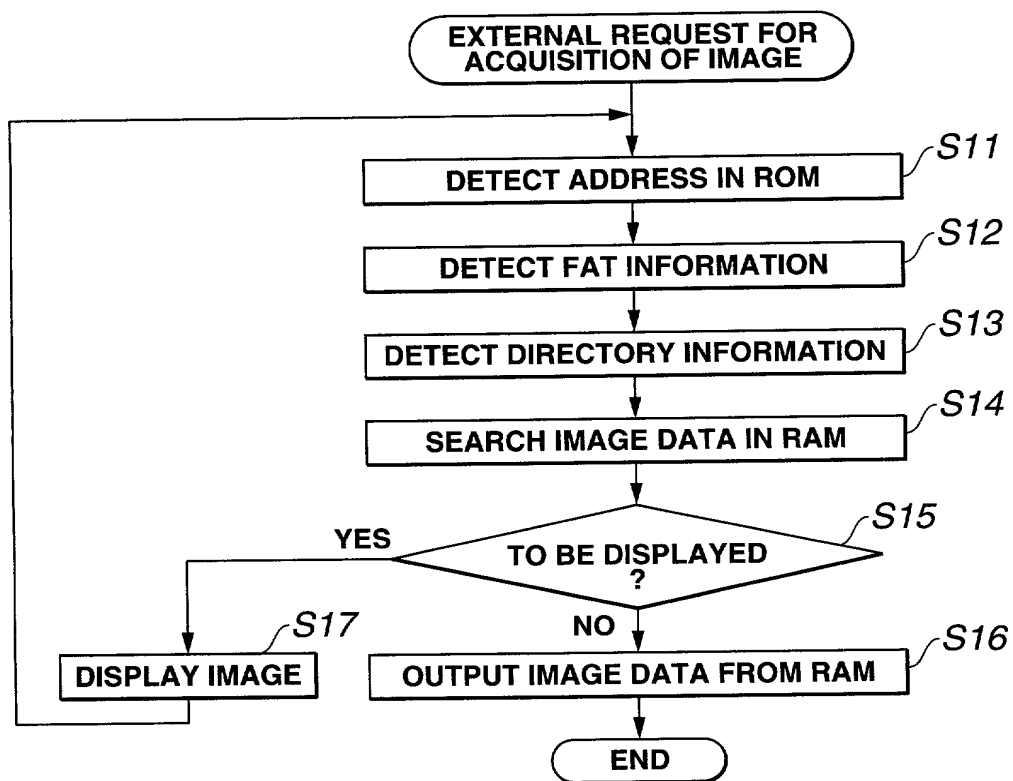 EXTERNAL REQUEST FOR
ACQUISITION OF IMAGE
S11
DETECT ADDRESS IN ROM
S12
DETECT FAT INFORMATION
S13
DETECT DIRECTORY INFORMATION
S14
SEARCH IMAGE DATA IN RAM
S15
YES
TO BE DISPLAYED
?
NO
S17
DISPLAY IMAGE
S16
OUTPUT IMAGE DATA FROM RAM
END